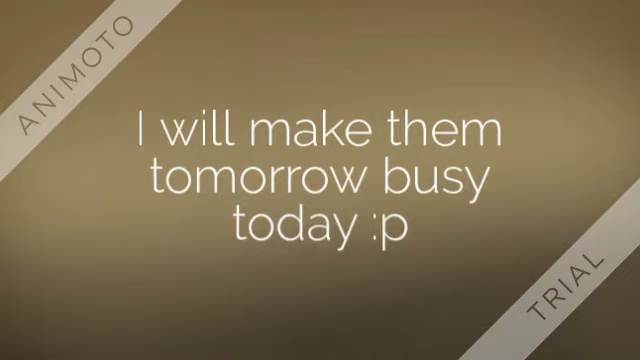 ANIMOTO
I will make them
tomorrow busy
today :p
TRIAL